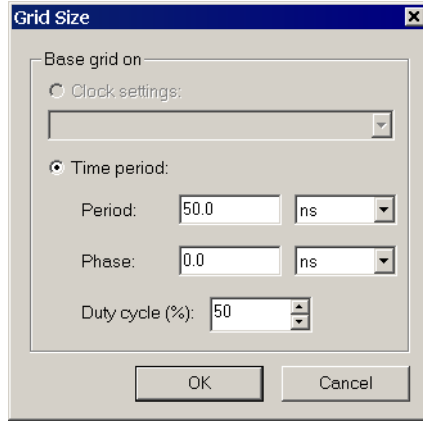 Grid Size
Base grid on
Clock settings:
Time period:
Period: 50.0 ns
Phase: 0.0 ns
Duty cycle (%): 50
OK Cancel